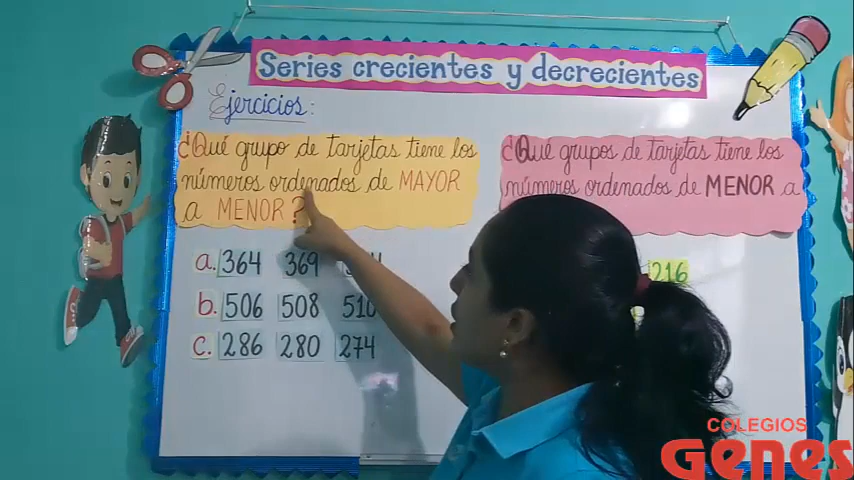 Series crecientes y decrecientes
Ejercicios:
¿Qué grupo de tarjetas tiene los
números ordenados de MAYOR
a MENOR?
¿Qué grupos de tarjetas tiene los
números ordenados de MENOR a
a. 364 369
b. 506 508 510
c. 286 280 274
216
COLEGIOS
Genes